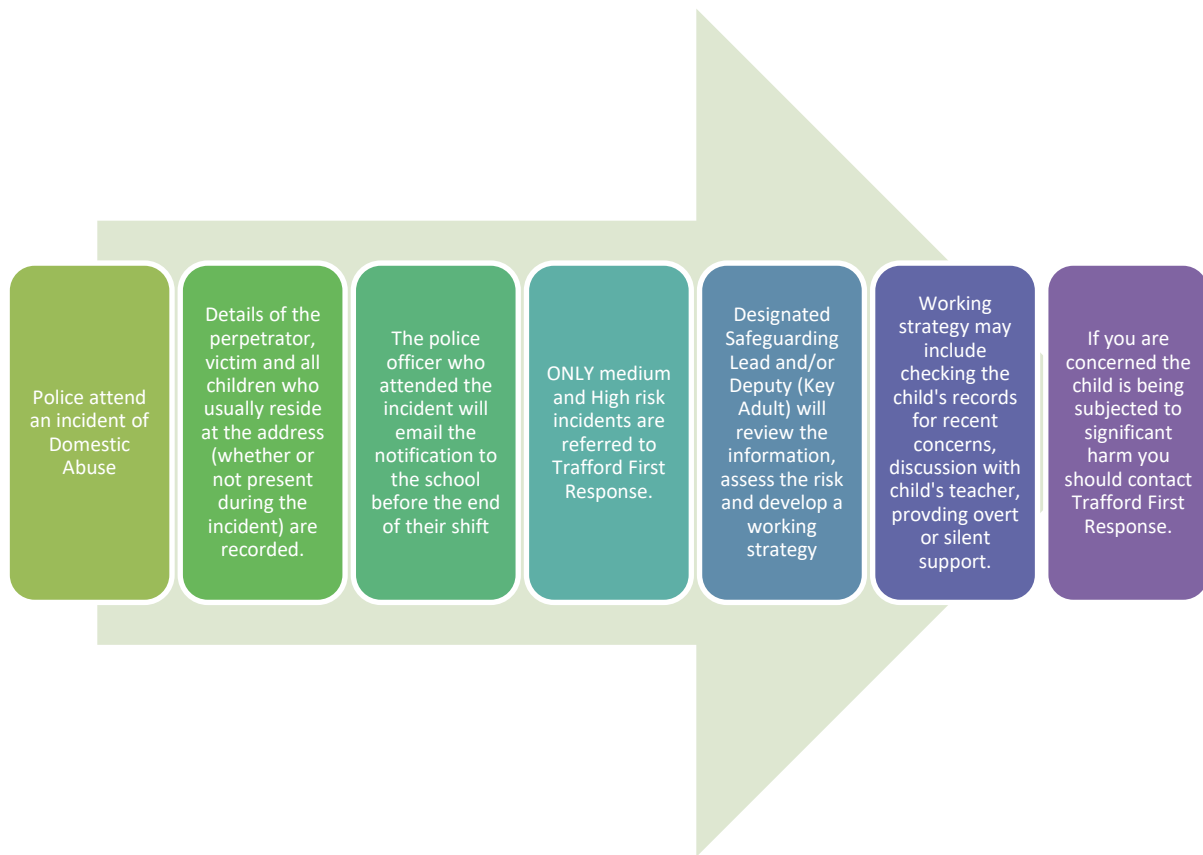 Police attend
an incident of
Domestic
Abuse
Details of the
perpetrator,
victim and all
children who
usually reside
at the address
(whether or
not present
during the
incident) are
recorded.
The police
officer who
attended the
incident will
email the
notification to
the school
before the end
of their shift
ONLY medium
and High risk
incidents are
referred to
Trafford First
Response.
Designated
Safeguarding
Lead and/or
Deputy (Key
Adult) will
review the
information,
assess the risk
and develop a
working
strategy
Working
strategy may
include
checking the
child's records
for recent
concerns,
discussion with
child's teacher,
provding overt
or silent
support.
If you are
concerned the
child is being
subjected to
significant
harm you
should contact
Trafford First
Response.